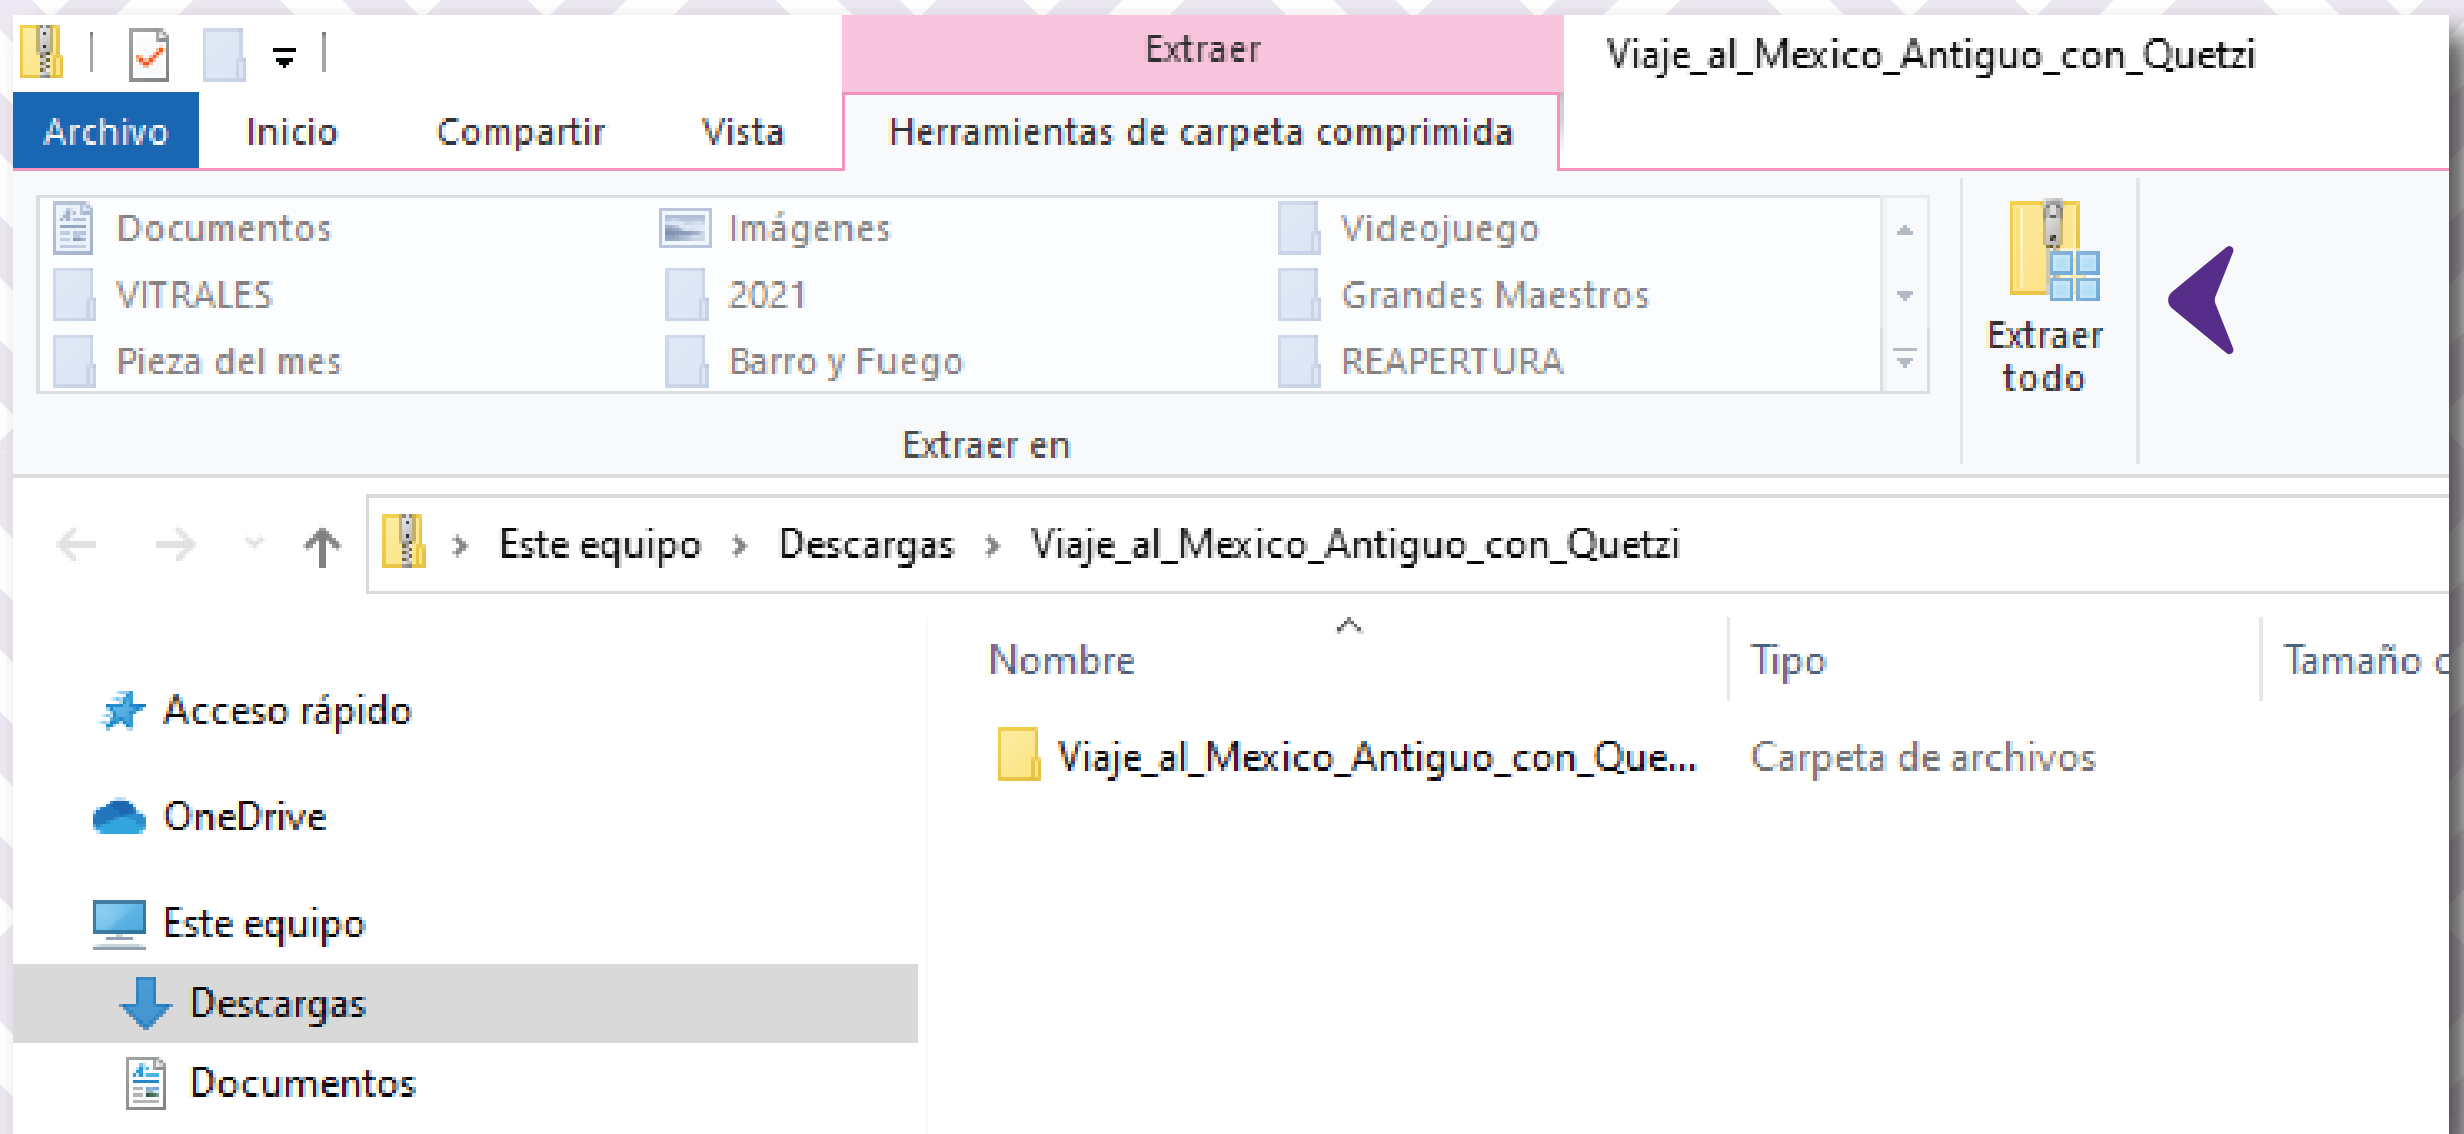 Extraer
Viaje_al_Mexico_Antiguo_con_Quetzi
Archivo Inicio Compartir Vista Herramientas de carpeta comprimida
Documentos Imágenes Videojuego
VITRALES 2021 Grandes Maestros
Pieza del mes Barro y Fuego REAPERTURA
Extraer
todo
Extraer en
Este equipo > Descargas > Viaje_al_Mexico_Antiguo_con_Quetzi
Nombre Tipo Tamaño
Viaje_al_Mexico_Antiguo_con_Que... Carpeta de archivos
Acceso rápido
OneDrive
Este equipo
Descargas
Documentos